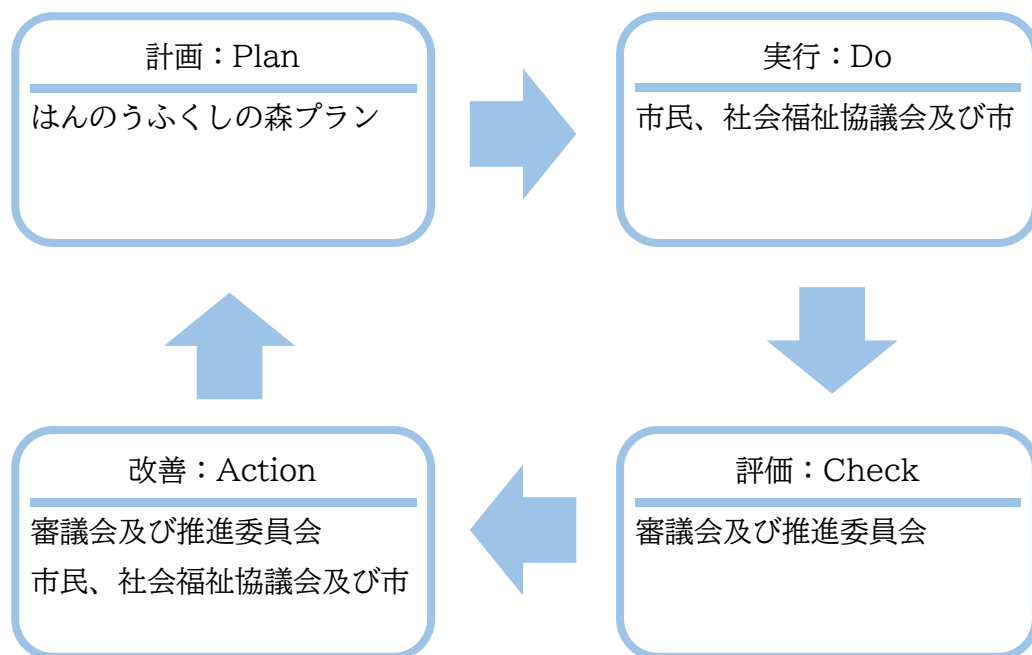 計画：Plan
はんのうふくしの森プラン
実行：Do
市民、社会福祉協議会及び市
評価：Check
審議会及び推進委員会
改善：Action
審議会及び推進委員会
市民、社会福祉協議会及び市